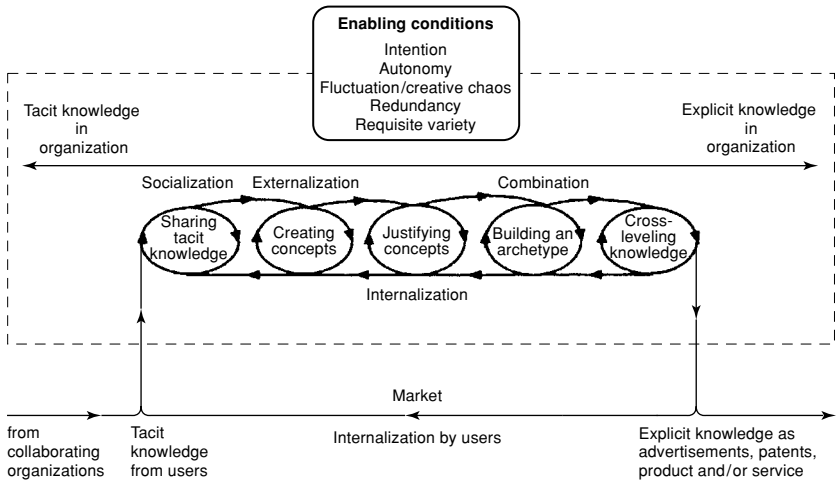 Enabling conditions
Intention
Autonomy
Fluctuation/creative chaos
Redundancy
Requisite variety
Tacit knowledge
in
organization
Explicit knowledge
in
organization
Socialization
Externalization
Combination
Sharing
tacit
knowledge
Creating
concepts
Justifying
concepts
Building an
archetype
Cross-
leveling
knowledge
Internalization
Market
from
collaborating
organizations
Tacit
knowledge
from users
Internalization by users
Explicit knowledge as
advertisements, patents,
product and/or service